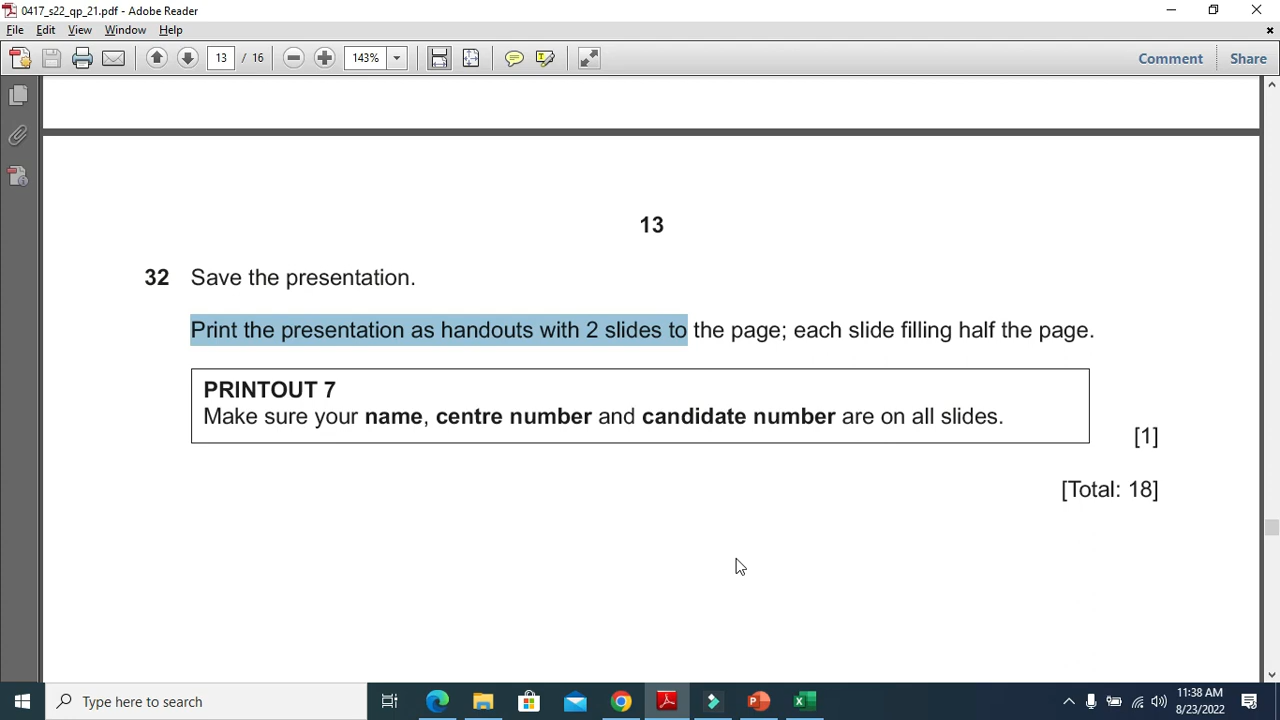 0417_s22_qp_21.pdf - Adobe Reader
File Edit View Window Help
13 / 16 143% Comment Share
13
32 Save the presentation.
Print the presentation as handouts with 2 slides to the page; each slide filling half the page.
PRINTOUT 7
Make sure your name, centre number and candidate number are on all slides.
[1]
[Total: 18]
Type here to search
11:38 AM
8/23/2022